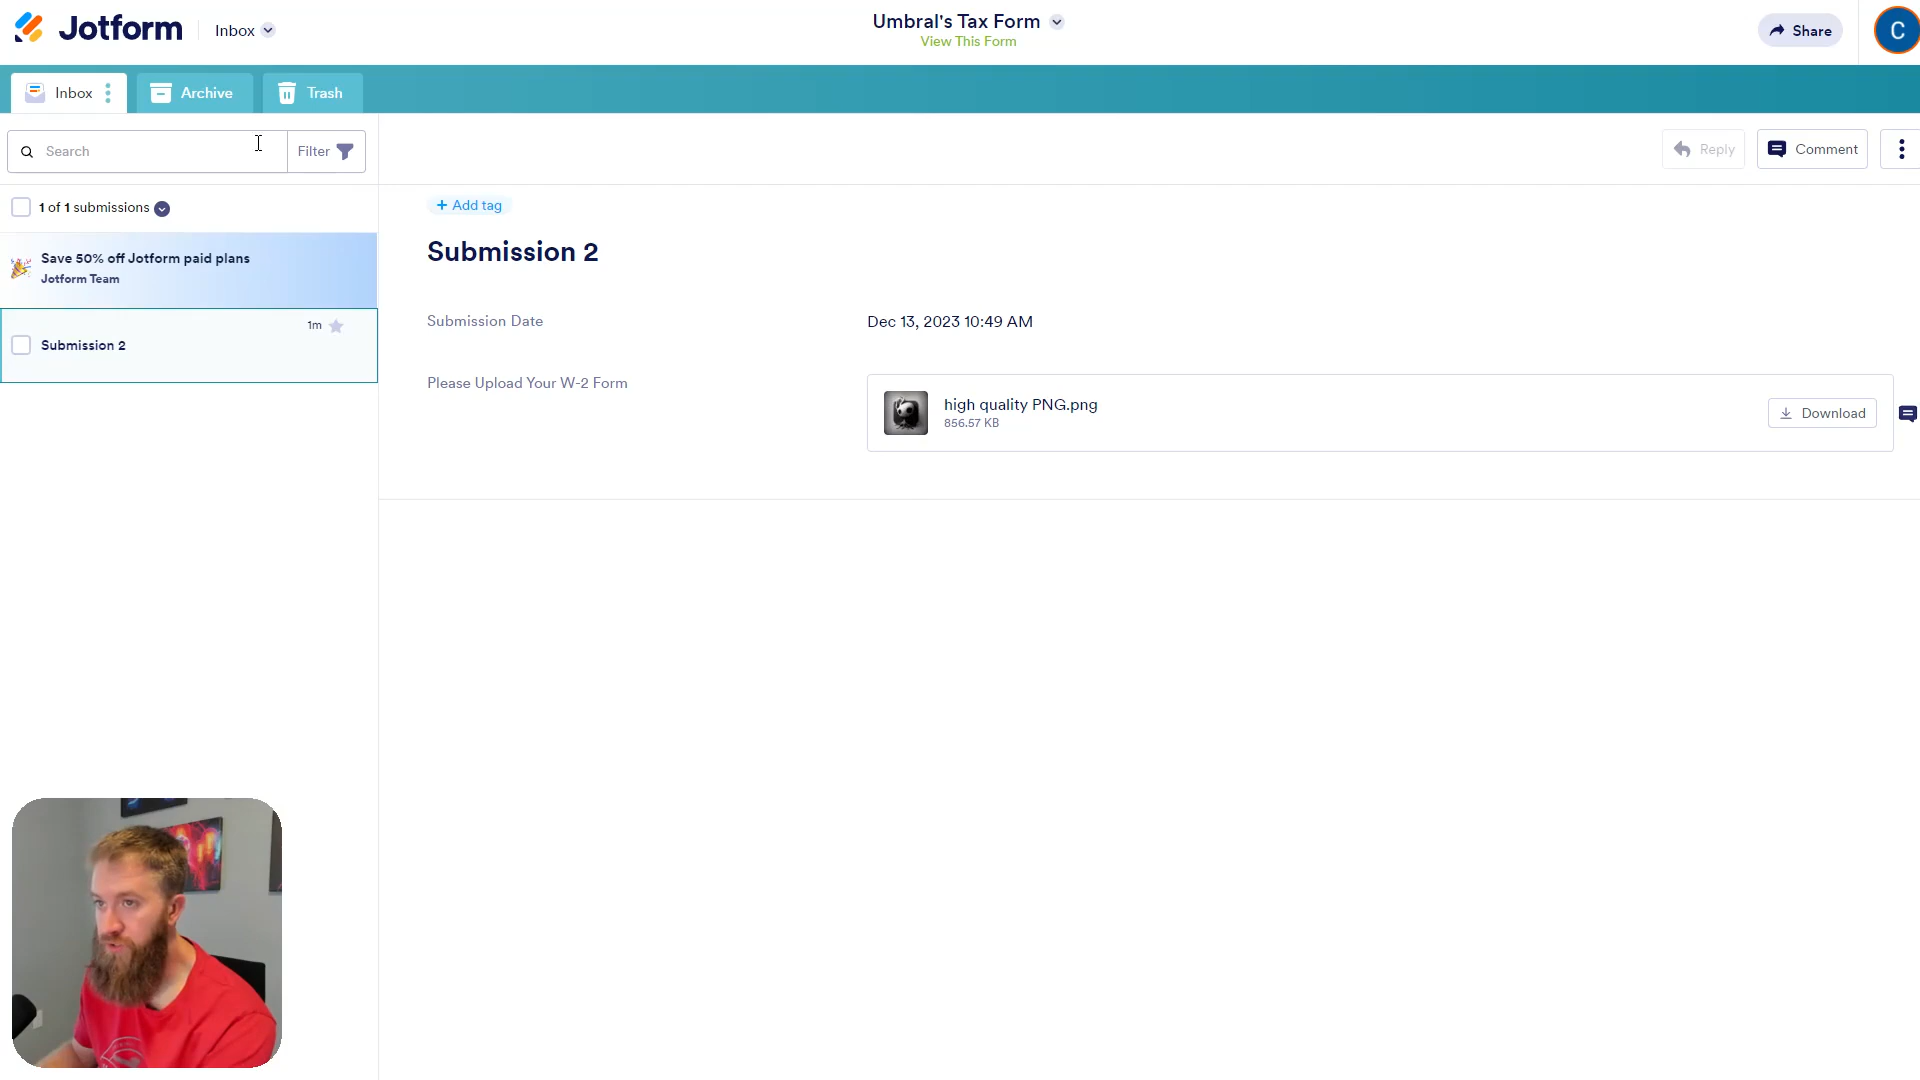 Jotform
Inbox
Umbral's Tax Form
View This Form
Share
C
Inbox
Archive
Trash
Search
Filter
Reply
Comment
1 of 1 submissions
Save 50% off Jotform paid plans
Jotform Team
1m
Submission 2
+ Add tag
Submission 2
Submission Date
Dec 13, 2023 10:49 AM
Please Upload Your W-2 Form
high quality PNG.png
856.57 KB
Download